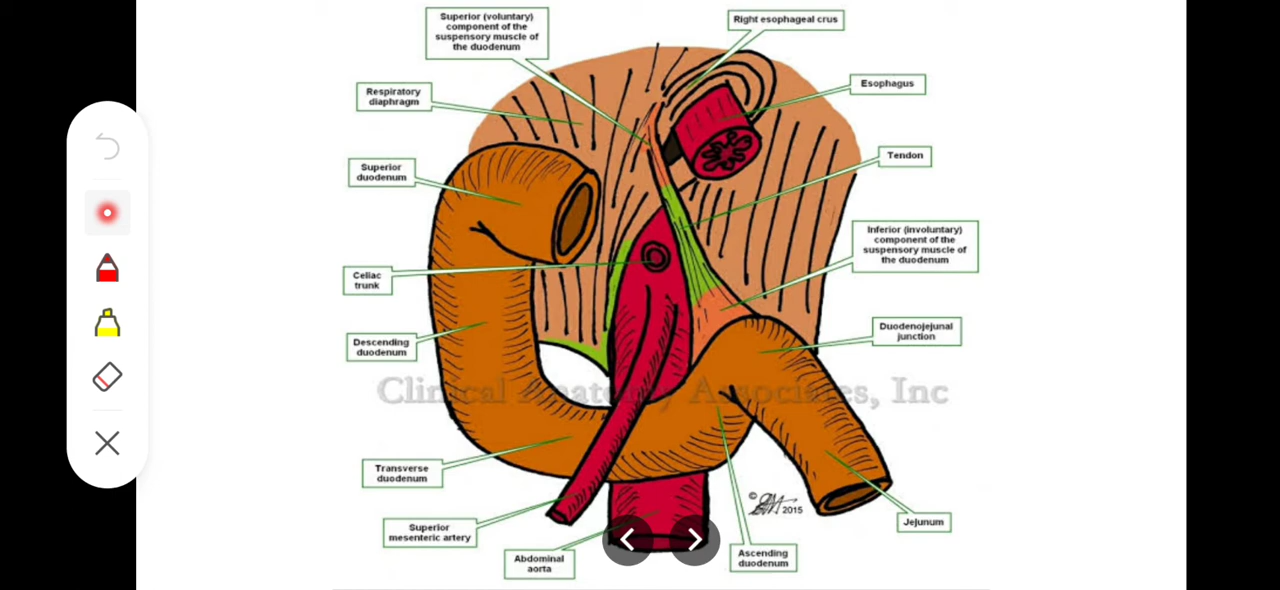 Superior (voluntary)
component of the
suspensory muscle of
the duodenum
Right esophageal crus
Respiratory
diaphragm
Esophagus
Superior
duodenum
Tendon
Inferior (involuntary)
component of the
suspensory muscle of
the duodenum
Celiac
trunk
Duodenojejunal
junction
Descending
duodenum
Clinical Anatomy Associates, Inc
Transverse
duodenum
© 
2015
Superior
mesenteric artery
Jejunum
Abdominal
aorta
Ascending
duodenum